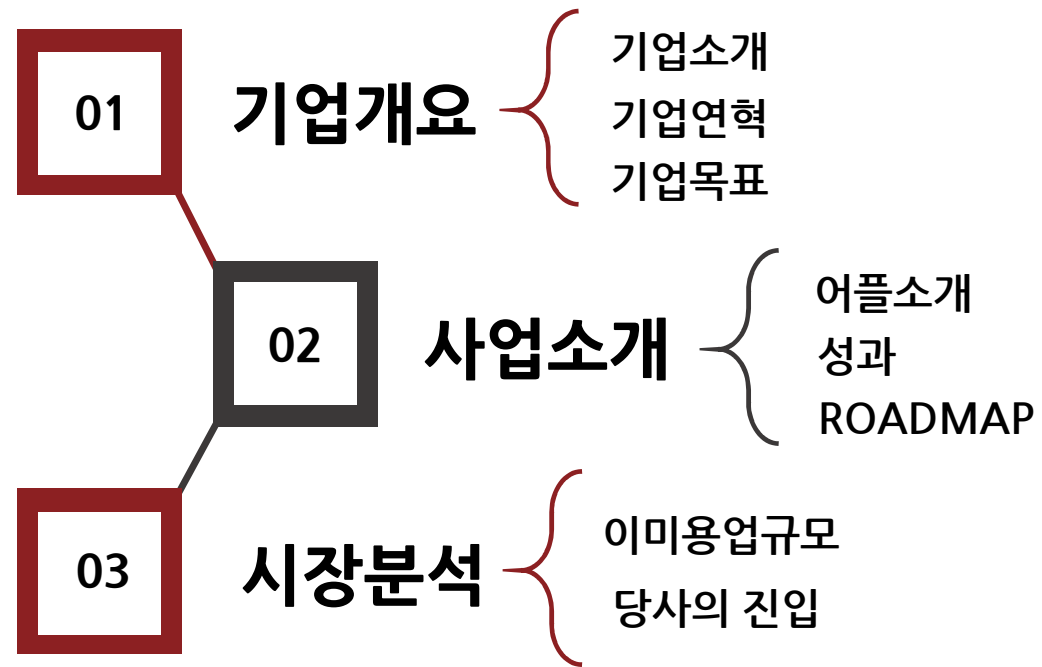 01
기업개요
기업소개
기업연혁
기업목표
02
사업소개
어플소개
성과
ROADMAP
03
시장분석
이미용업규모
당사의 진입